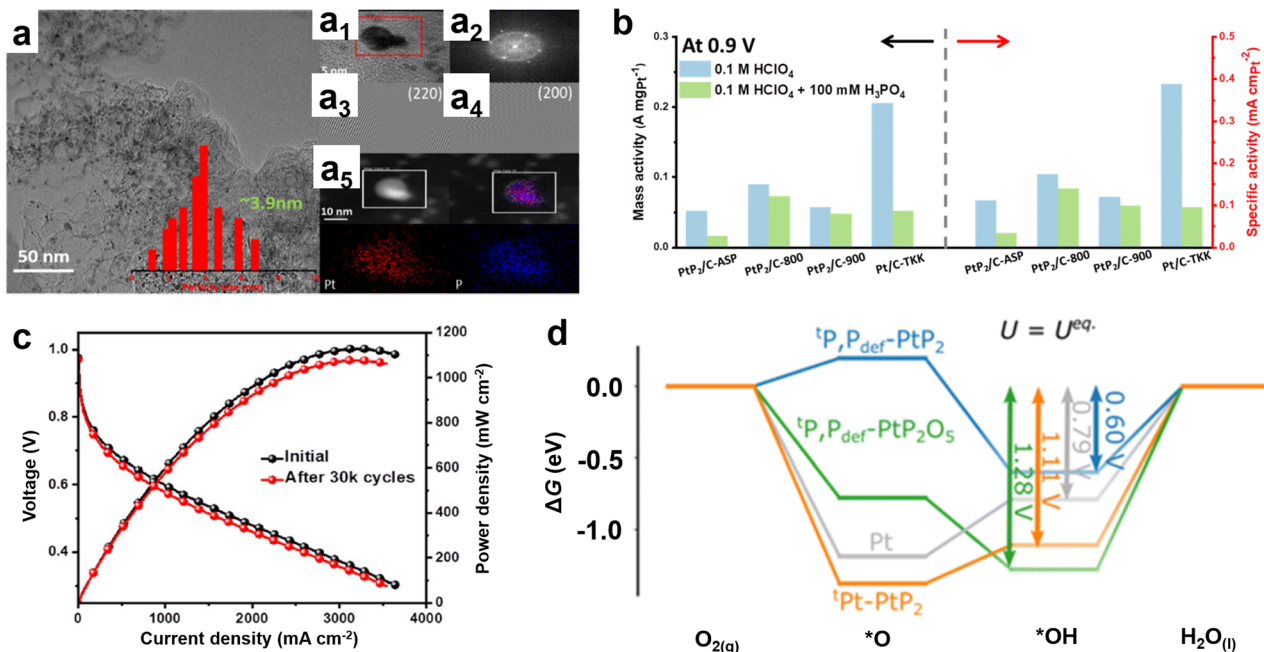 a
50 nm
~3.9nm
a1
5 nm
a2
a3
(220)
a4
(200)
a5
10 nm
Pt
P
b
At 0.9 V
0.1 M HClO4
0.1 M HClO4 + 100 mM H3PO4
Mass activity (A mgPt-1)
0.3
0.2
0.1
0.0
PtP2/C-ASP
PtP2/C-800
PtP2/C-900
Pt/C-TKK
PtP2/C-ASP
PtP2/C-800
PtP2/C-900
Pt/C-TKK
0.5
0.4
0.3
0.2
0.1
0.0
Specific activity (mA cmPt-2)
c
Voltage (V)
1.0
0.8
0.6
0.4
Initial
After 30k cycles
1200
1000
800
600
400
200
0
Power density (mW cm-2)
0
1000
2000
3000
4000
Current density (mA cm-2)
d
ΔG (eV)
0.0
-0.5
-1.0
U = Ueq.
tP,Pdef-PtP2
tP,Pdef-PtP2O5
Pt
tPt-PtP2
1.28 V
1.11 V
0.79 V
0.60 V
O2(g)
*O
*OH
H2O(l)